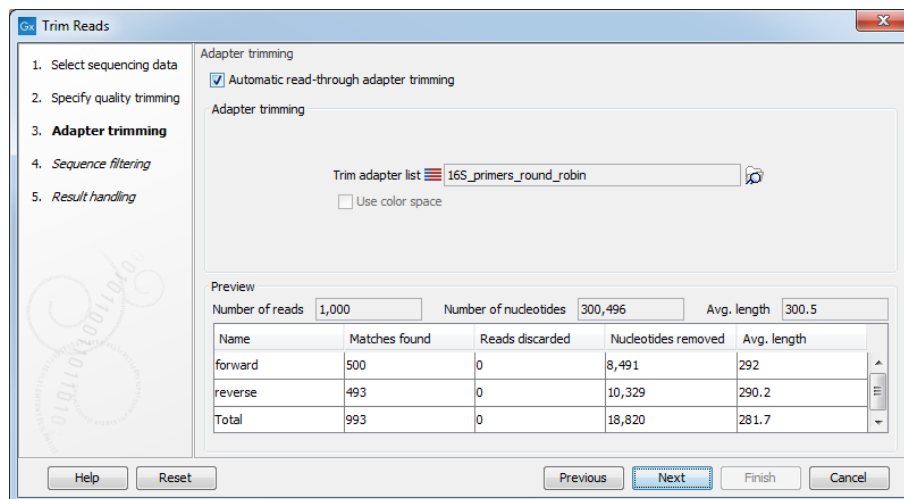 Gx Trim Reads
1. Select sequencing data
2. Specify quality trimming
3. Adapter trimming
4. Sequence filtering
5. Result handling
Adapter trimming
Automatic read-through adapter trimming
Adapter trimming
Trim adapter list 16S_primers_round_robin
Use color space
Preview
Number of reads 1,000 Number of nucleotides 300,496 Avg. length 300.5
Name Matches found Reads discarded Nucleotides removed Avg. length
forward 500 0 8,491 292
reverse 493 0 10,329 290.2
Total 993 0 18,820 281.7
Help Reset Previous Next Finish Cancel